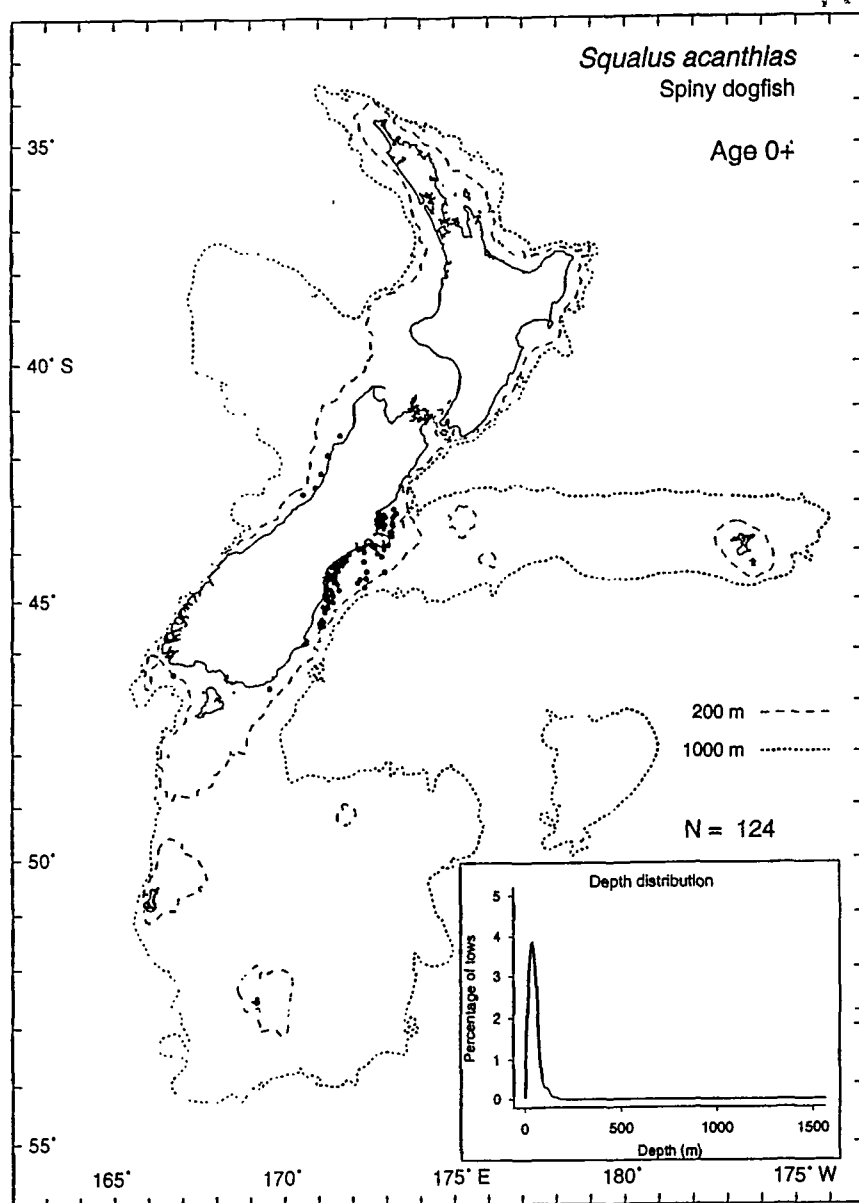 Squalus acanthias
Spiny dogfish
Age 0+
35°
40° S
45°
200 m
1000 m
N = 124
50°
Depth distribution
5
4
3
2
1
0
Percentage of tows
0 500 1000 1500
Depth (m)
55°
165° 170° 175° E 180° 175° W